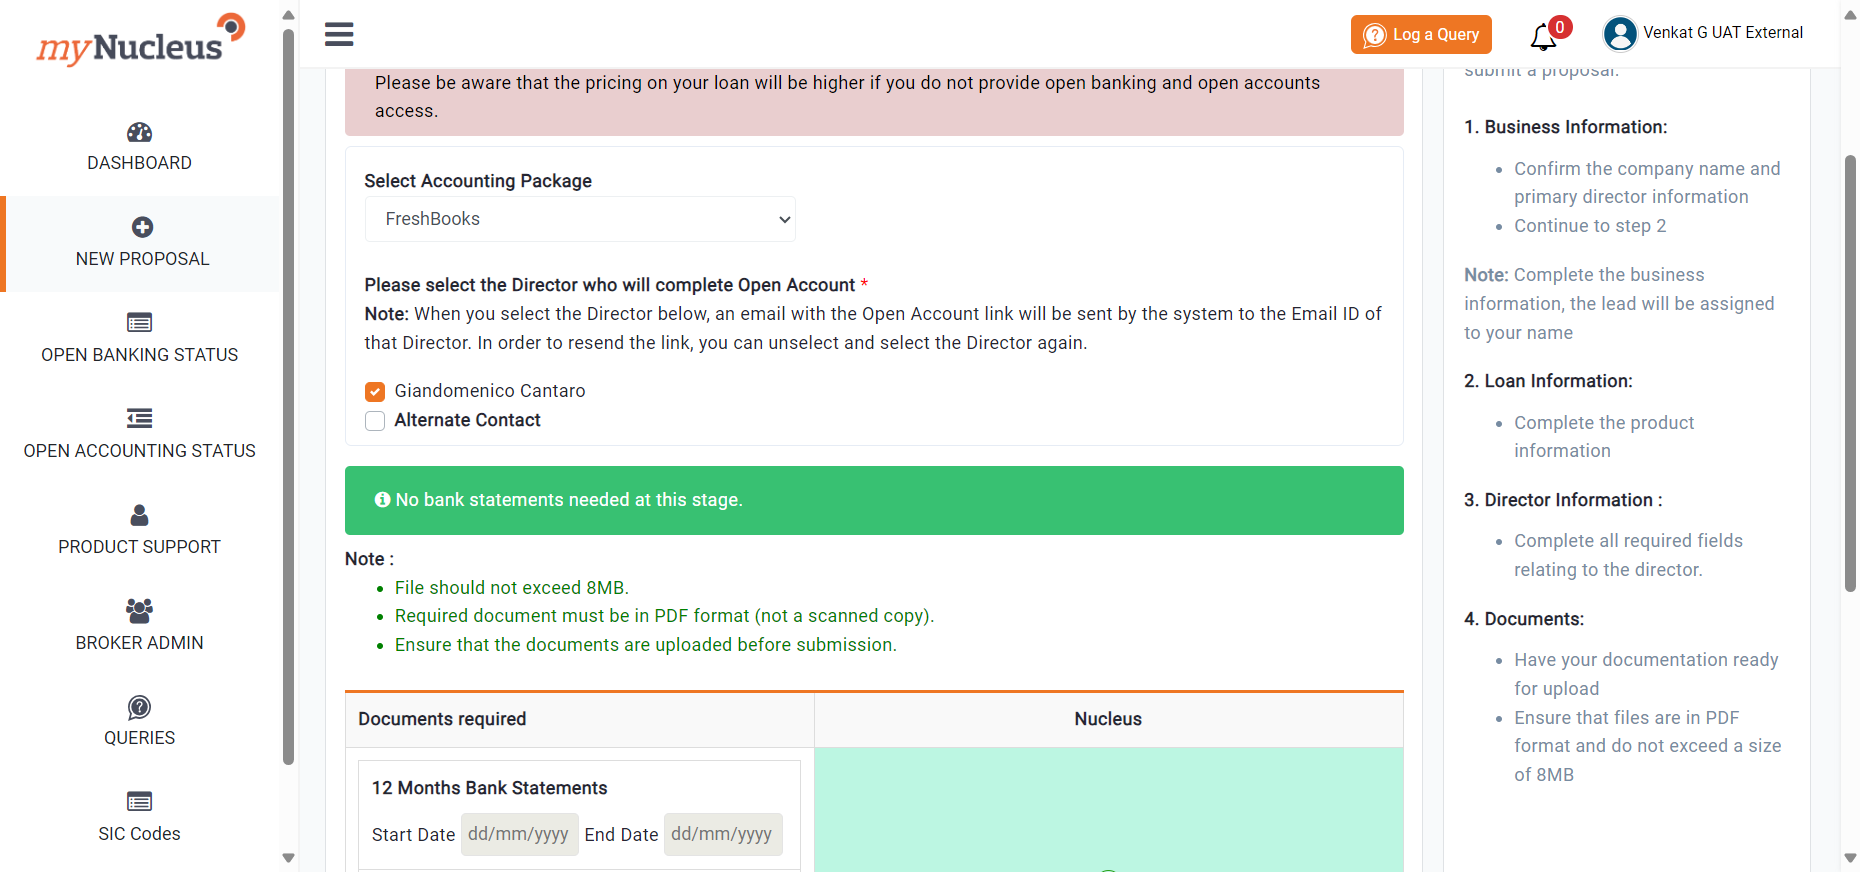 myNucleus
Log a Query
0
Venkat G UAT External
DASHBOARD
NEW PROPOSAL
OPEN BANKING STATUS
OPEN ACCOUNTING STATUS
PRODUCT SUPPORT
BROKER ADMIN
QUERIES
SIC Codes
Please be aware that the pricing on your loan will be higher if you do not provide open banking and open accounts
access.
Select Accounting Package
FreshBooks
Please select the Director who will complete Open Account *
Note: When you select the Director below, an email with the Open Account link will be sent by the system to the Email ID of
that Director. In order to resend the link, you can unselect and select the Director again.
Giandomenico Cantaro
Alternate Contact
No bank statements needed at this stage.
Note :
File should not exceed 8MB.
Required document must be in PDF format (not a scanned copy).
Ensure that the documents are uploaded before submission.
Documents required
Nucleus
12 Months Bank Statements
Start Date dd/mm/yyyy End Date dd/mm/yyyy
submit a proposal.
1. Business Information:
Confirm the company name and
primary director information
Continue to step 2
Note: Complete the business
information, the lead will be assigned
to your name
2. Loan Information:
Complete the product
information
3. Director Information :
Complete all required fields
relating to the director.
4. Documents:
Have your documentation ready
for upload
Ensure that files are in PDF
format and do not exceed a size
of 8MB